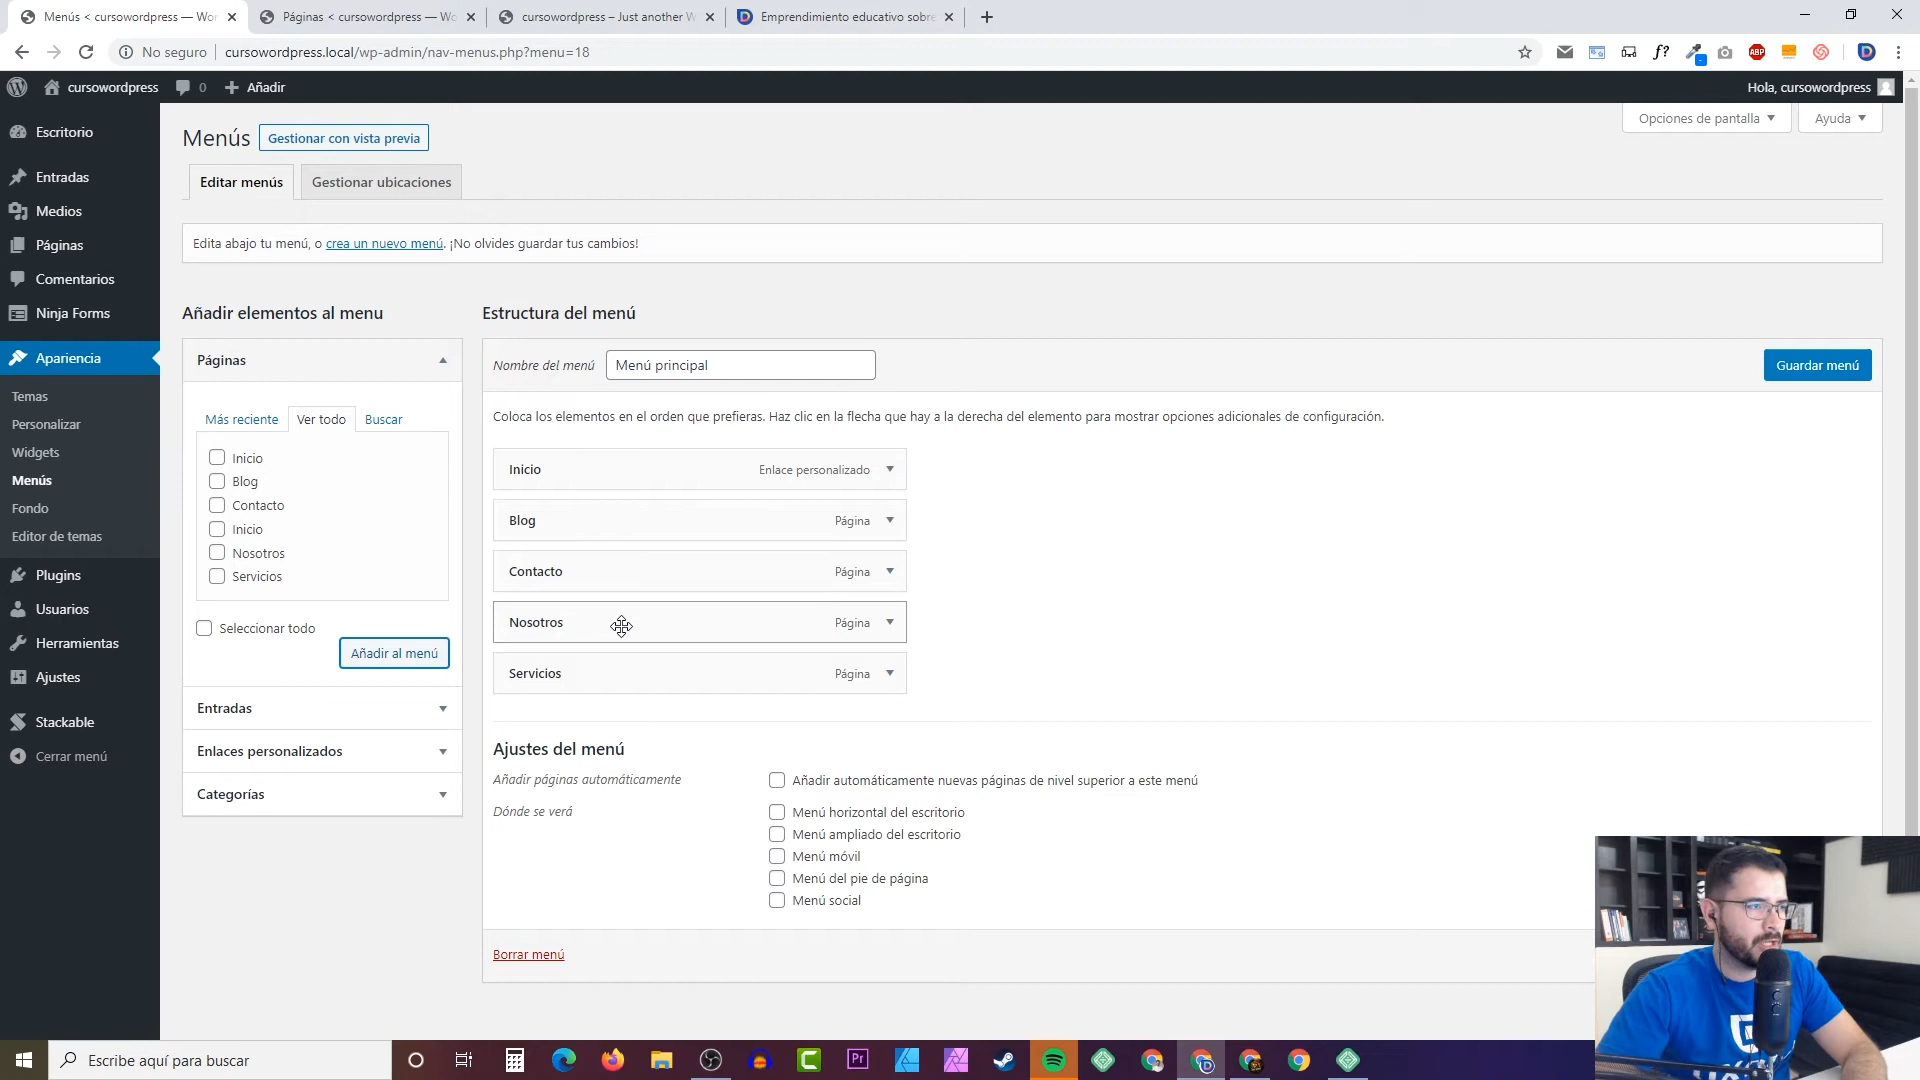 Menús < cursowordpress — Wor
Páginas < cursowordpress — Wo
cursowordpress – Just another W
Emprendimiento educativo sobre
No seguro
cursowordpress.local/wp-admin/nav-menus.php?menu=18
f?
ABP
cursowordpress
0
Añadir
Hola, cursowordpress
Escritorio
Entradas
Medios
Páginas
Comentarios
Ninja Forms
Apariencia
Temas
Personalizar
Widgets
Menús
Fondo
Editor de temas
Plugins
Usuarios
Herramientas
Ajustes
Stackable
Cerrar menú
Opciones de pantalla
Ayuda
Menús
Gestionar con vista previa
Editar menús
Gestionar ubicaciones
Edita abajo tu menú, o crea un nuevo menú. ¡No olvides guardar tus cambios!
Añadir elementos al menu
Páginas
Más reciente
Ver todo
Buscar
Inicio
Blog
Contacto
Inicio
Nosotros
Servicios
Seleccionar todo
Añadir al menú
Entradas
Enlaces personalizados
Categorías
Estructura del menú
Nombre del menú
Menú principal
Guardar menú
Coloca los elementos en el orden que prefieras. Haz clic en la flecha que hay a la derecha del elemento para mostrar opciones adicionales de configuración.
Inicio
Enlace personalizado
Blog
Página
Contacto
Página
Nosotros
Página
Servicios
Página
Ajustes del menú
Añadir páginas automáticamente
Añadir automáticamente nuevas páginas de nivel superior a este menú
Dónde se verá
Menú horizontal del escritorio
Menú ampliado del escritorio
Menú móvil
Menú del pie de página
Menú social
Borrar menú
Escribe aquí para buscar
Pr